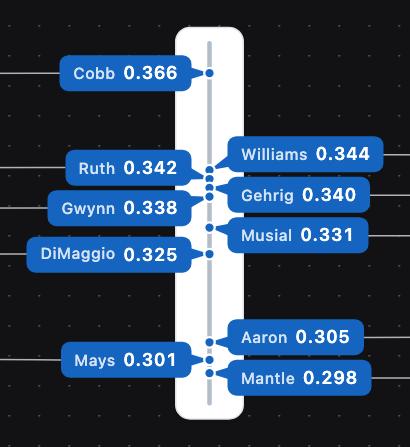 Cobb 0.366
Williams 0.344
Ruth 0.342
Gehrig 0.340
Gwynn 0.338
Musial 0.331
DiMaggio 0.325
Aaron 0.305
Mays 0.301
Mantle 0.298